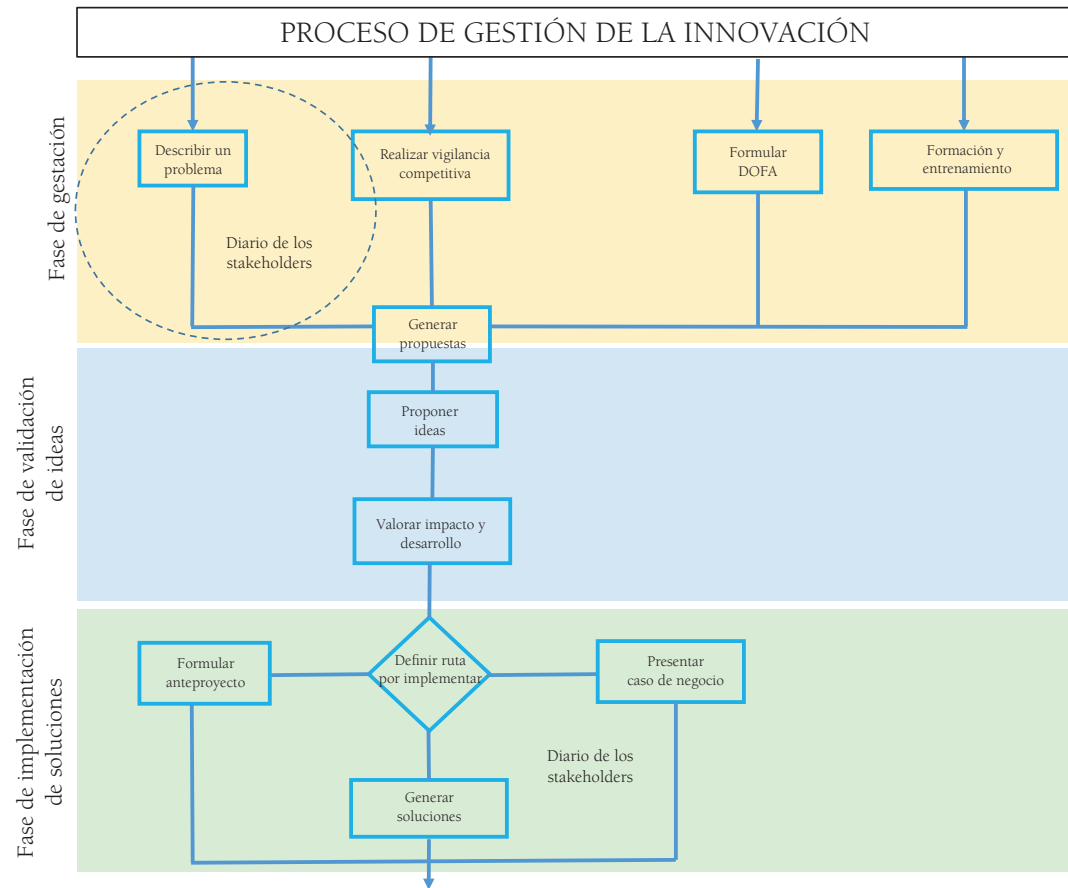 PROCESO DE GESTIÓN DE LA INNOVACIÓN
Fase de gestación
Describir un
problema
Realizar vigilancia
competitiva
Formular
DOFA
Formación y
entrenamiento
Diario de los
stakeholders
Generar
propuestas
Fase de validación
de ideas
Proponer
ideas
Valorar impacto y
desarrollo
Fase de implementación
de soluciones
Formular
anteproyecto
Definir ruta
por implementar
Presentar
caso de negocio
Diario de los
stakeholders
Generar
soluciones